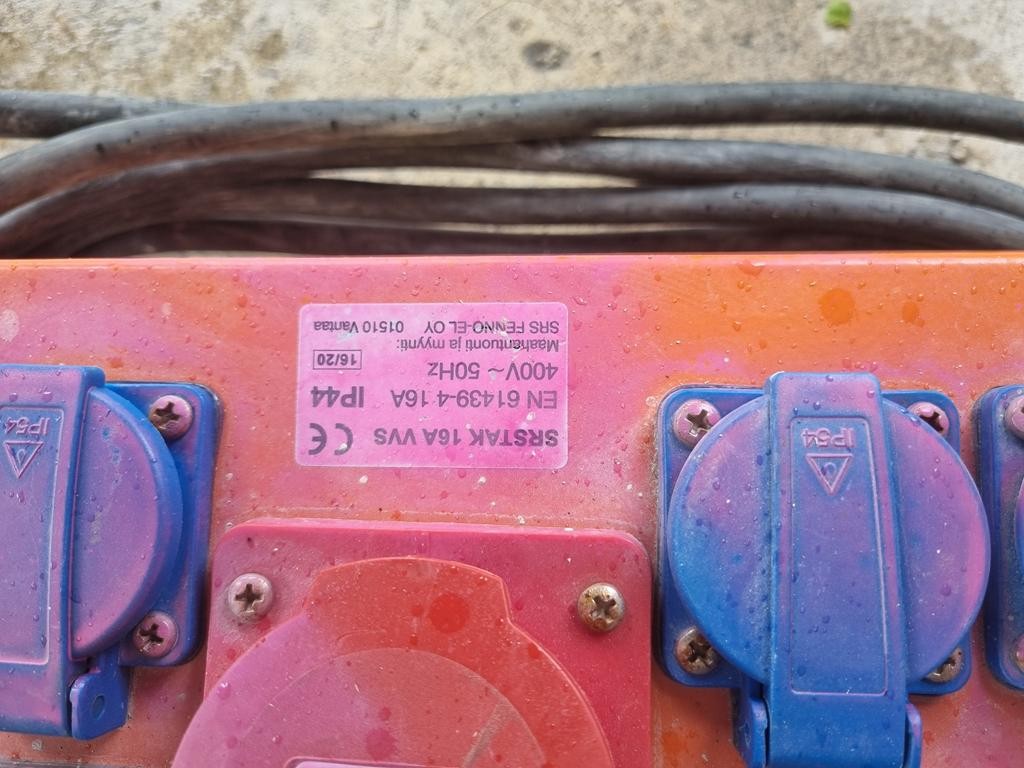 SRSTAK 16A VVS CE
EN 61439-4 16A IP44
400V~ 50Hz 16/20
Maahantuonti ja myynti:
SRS FENNO-EL OY 01510 Vantaa
IP54
IP54